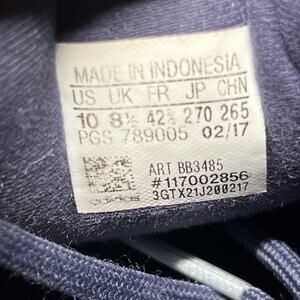 MADE IN INDONESIA
US UK FR JP CHN
10 8½ 42⅔ 270 265
PGS 789005 02/17
ART BB3485
#117002856
adidas 3GTX21J200217